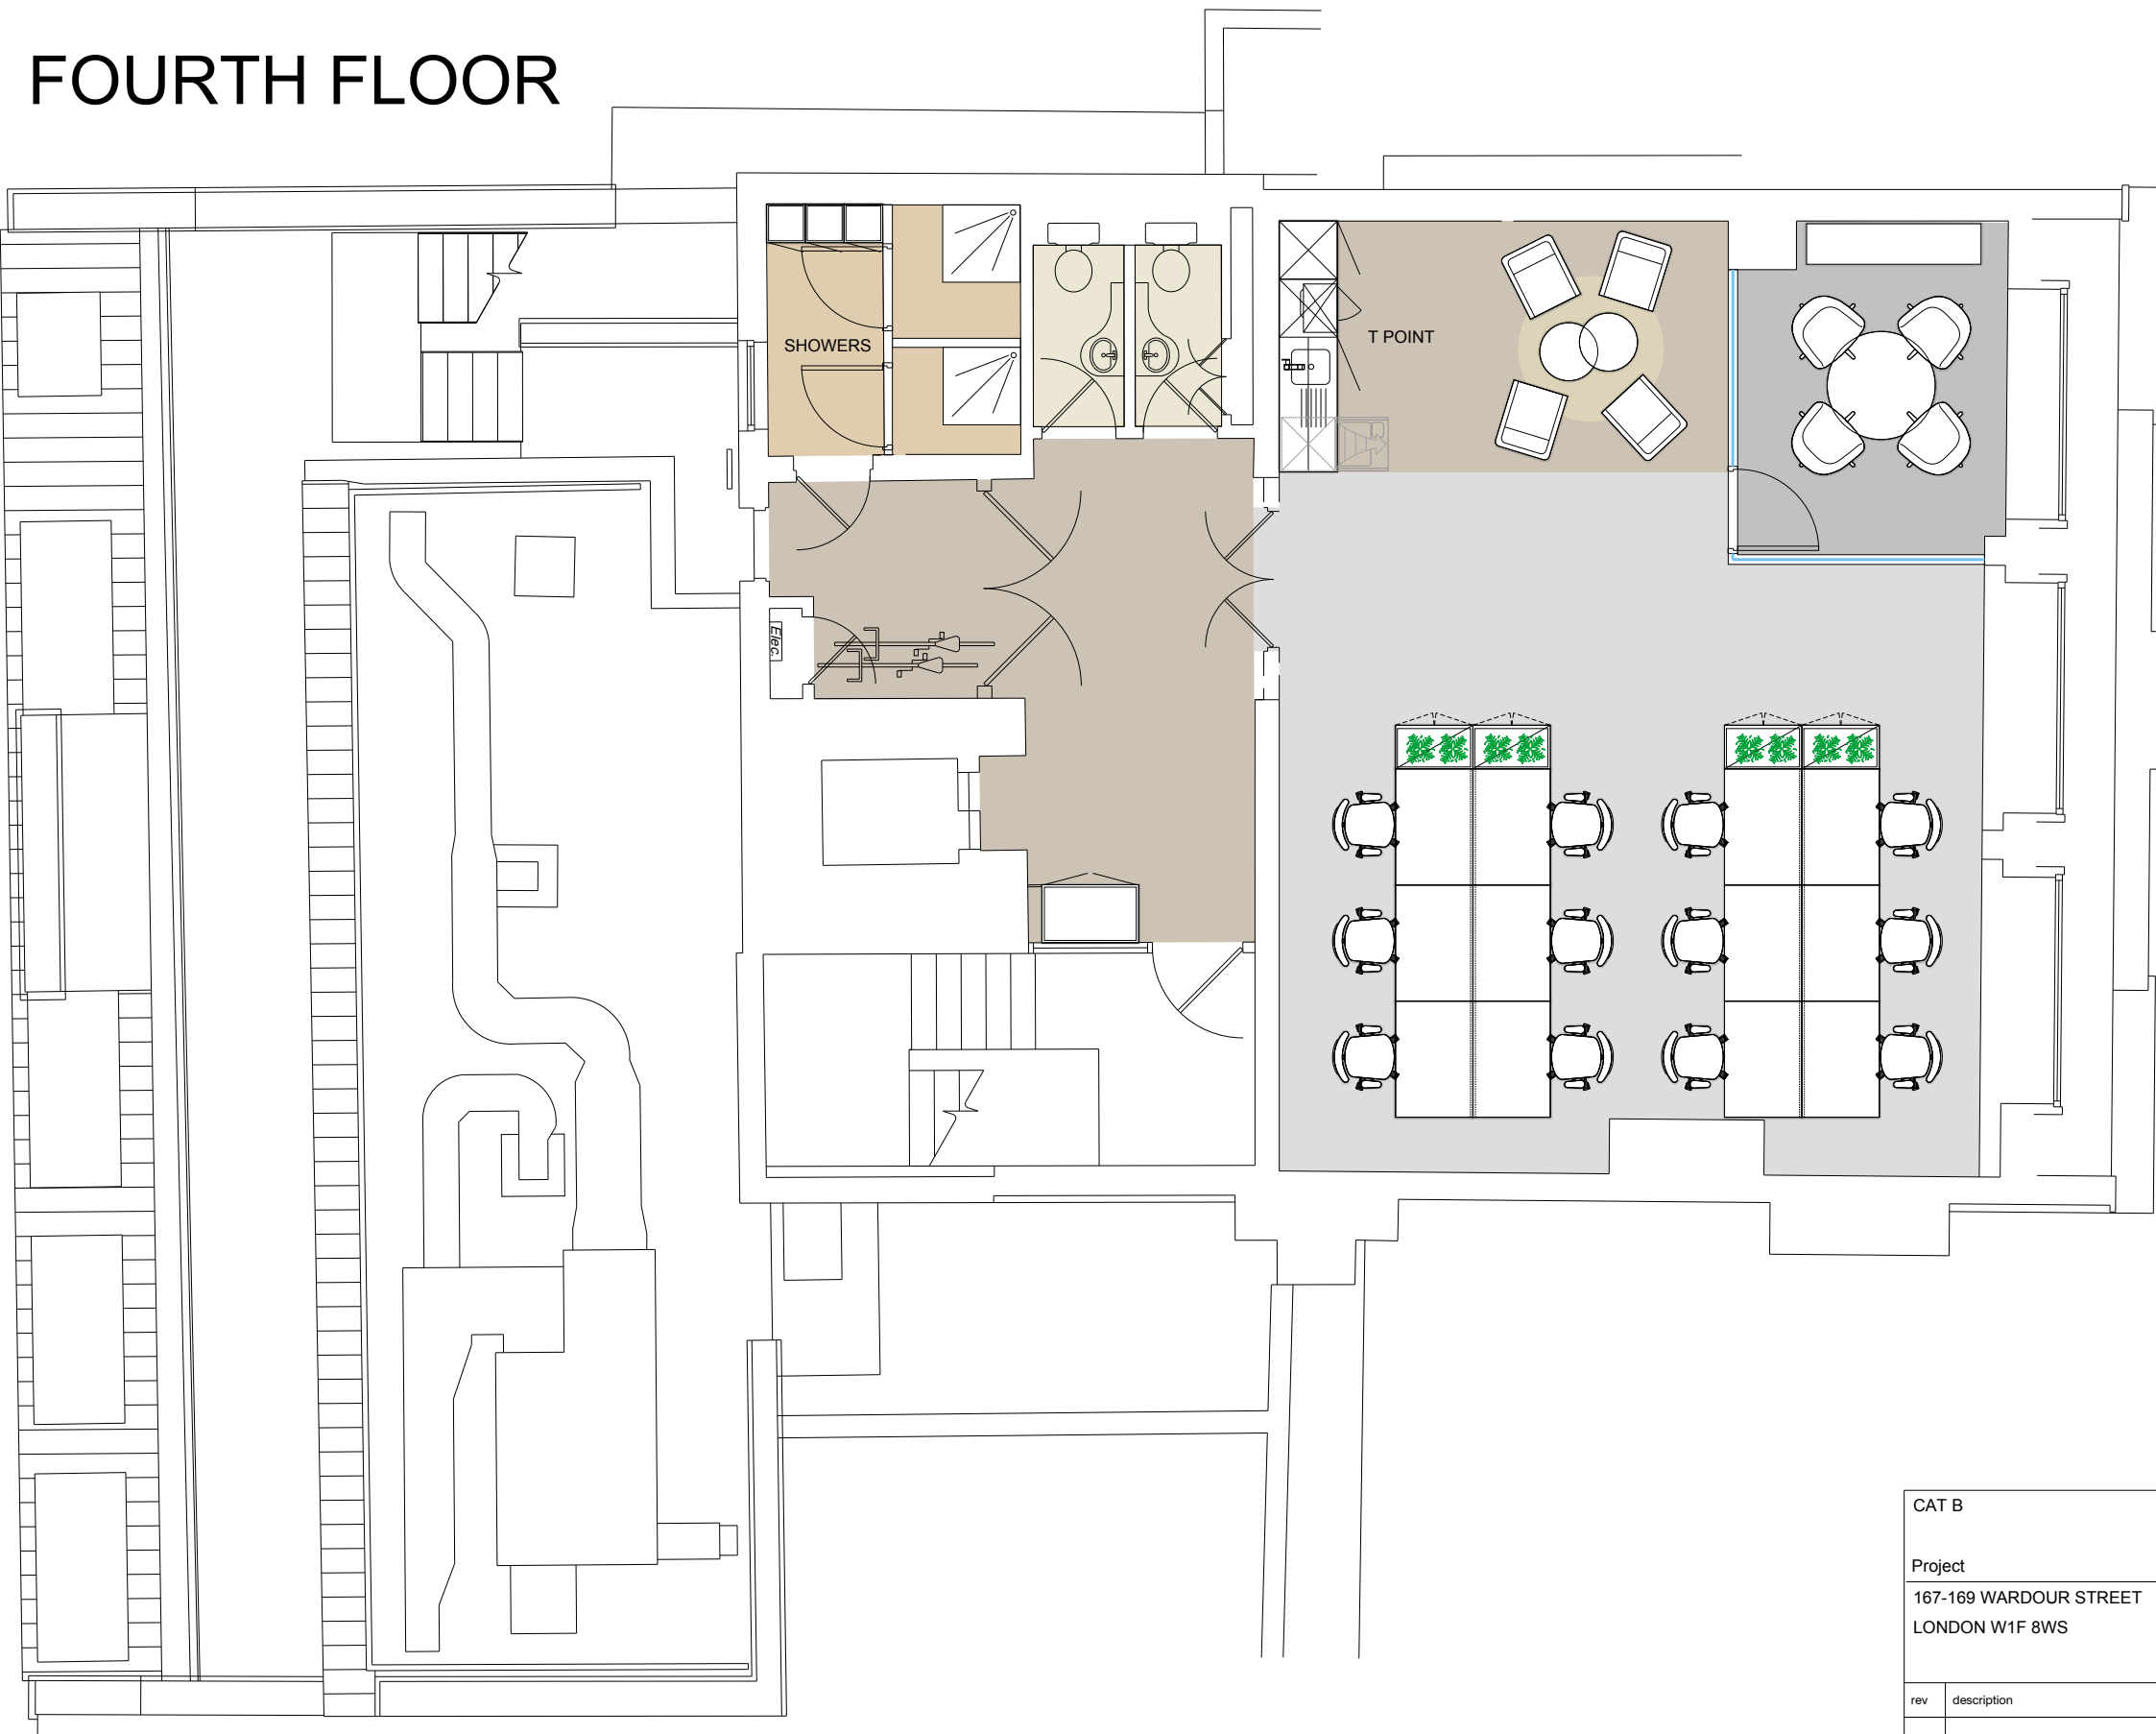 FOURTH FLOOR
SHOWERS
T POINT
Elec.
CAT B
Project
167-169 WARDOUR STREET
LONDON W1F 8WS
rev description